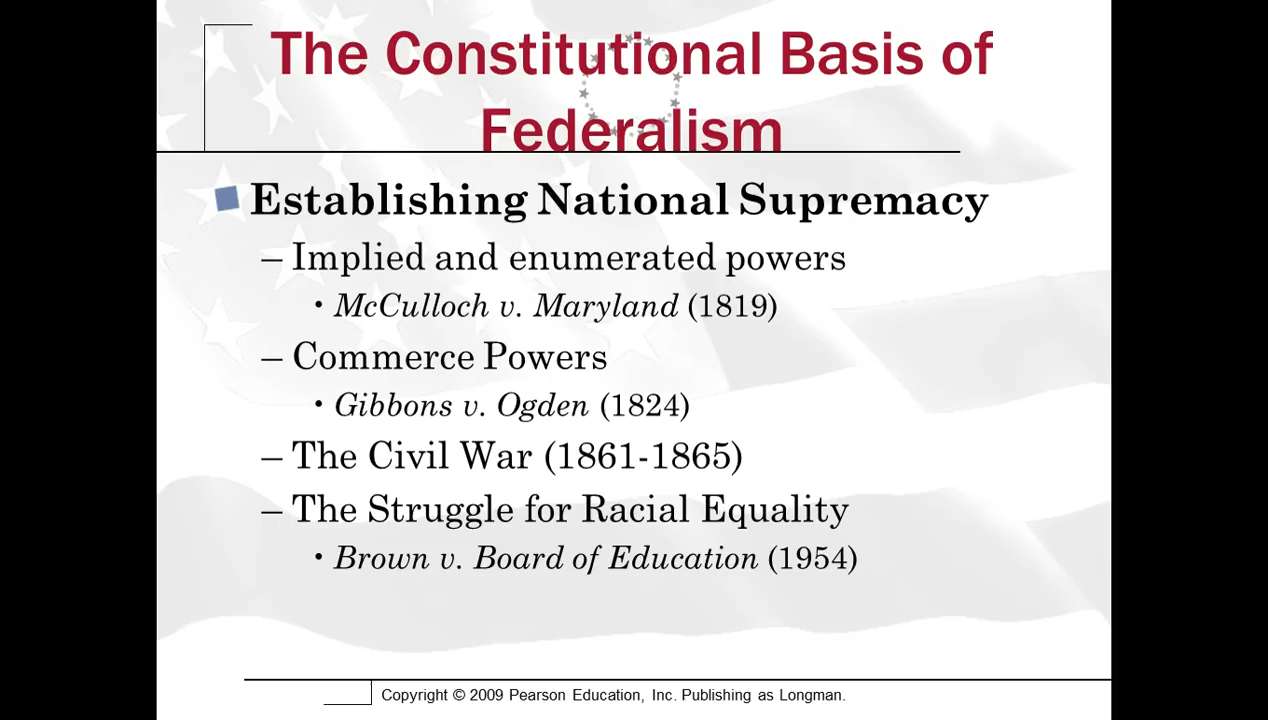 The Constitutional Basis of
Federalism
Establishing National Supremacy
– Implied and enumerated powers
• McCulloch v. Maryland (1819)
– Commerce Powers
• Gibbons v. Ogden (1824)
– The Civil War (1861-1865)
– The Struggle for Racial Equality
• Brown v. Board of Education (1954)
Copyright © 2009 Pearson Education, Inc. Publishing as Longman.